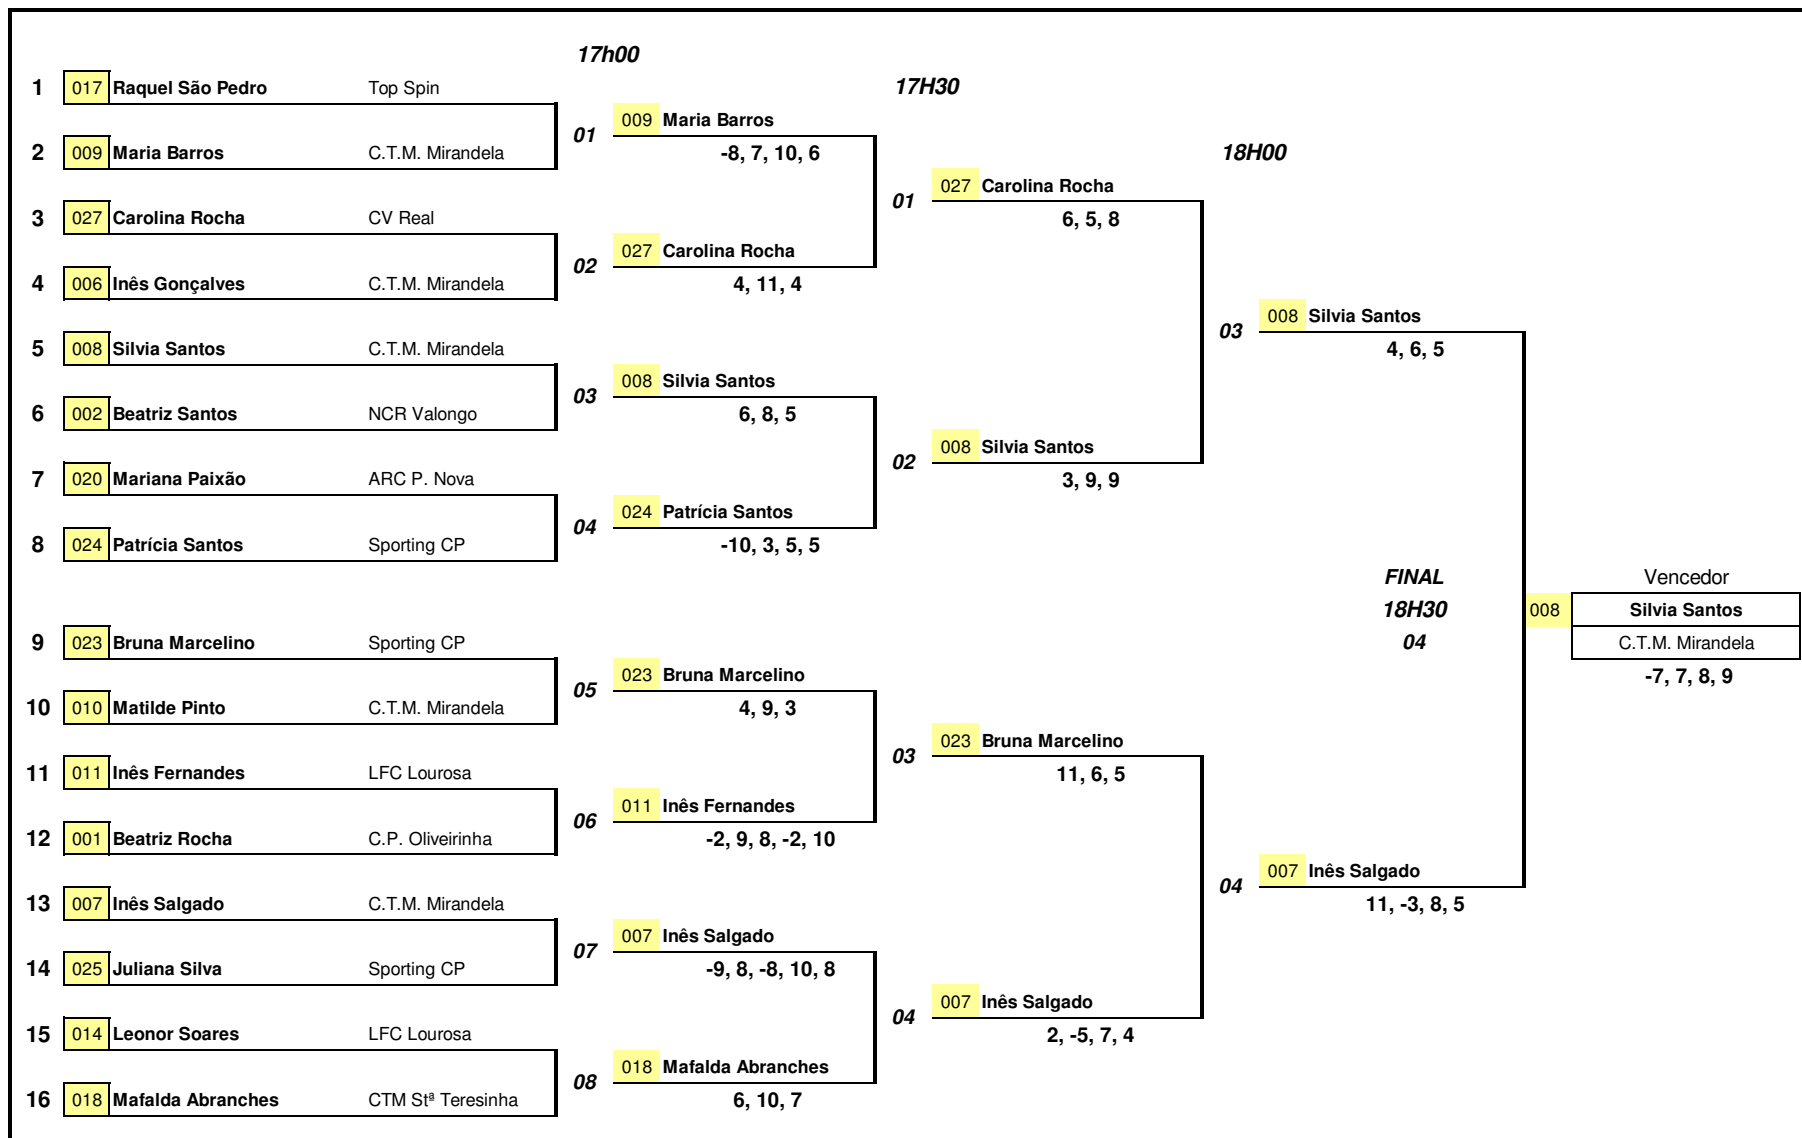 17h00
1 017 Raquel São Pedro Top Spin 17H30
01 009 Maria Barros
2 009 Maria Barros C.T.M. Mirandela -8, 7, 10, 6 18H00
01 027 Carolina Rocha
3 027 Carolina Rocha CV Real 6, 5, 8
02 027 Carolina Rocha
4 006 Inês Gonçalves C.T.M. Mirandela 4, 11, 4
03 008 Silvia Santos
5 008 Silvia Santos C.T.M. Mirandela 4, 6, 5
03 008 Silvia Santos
6 002 Beatriz Santos NCR Valongo 6, 8, 5
02 008 Silvia Santos
7 020 Mariana Paixão ARC P. Nova 3, 9, 9
04 024 Patrícia Santos
8 024 Patrícia Santos Sporting CP -10, 3, 5, 5
FINAL Vencedor
18H30 008 Silvia Santos
9 023 Bruna Marcelino Sporting CP 04 C.T.M. Mirandela
05 023 Bruna Marcelino -7, 7, 8, 9
10 010 Matilde Pinto C.T.M. Mirandela 4, 9, 3
03 023 Bruna Marcelino
11 011 Inês Fernandes LFC Lourosa 11, 6, 5
06 011 Inês Fernandes
12 001 Beatriz Rocha C.P. Oliveirinha -2, 9, 8, -2, 10
04 007 Inês Salgado
13 007 Inês Salgado C.T.M. Mirandela 11, -3, 8, 5
07 007 Inês Salgado
14 025 Juliana Silva Sporting CP -9, 8, -8, 10, 8
04 007 Inês Salgado
15 014 Leonor Soares LFC Lourosa 2, -5, 7, 4
08 018 Mafalda Abranches
16 018 Mafalda Abranches CTM Stª Teresinha 6, 10, 7